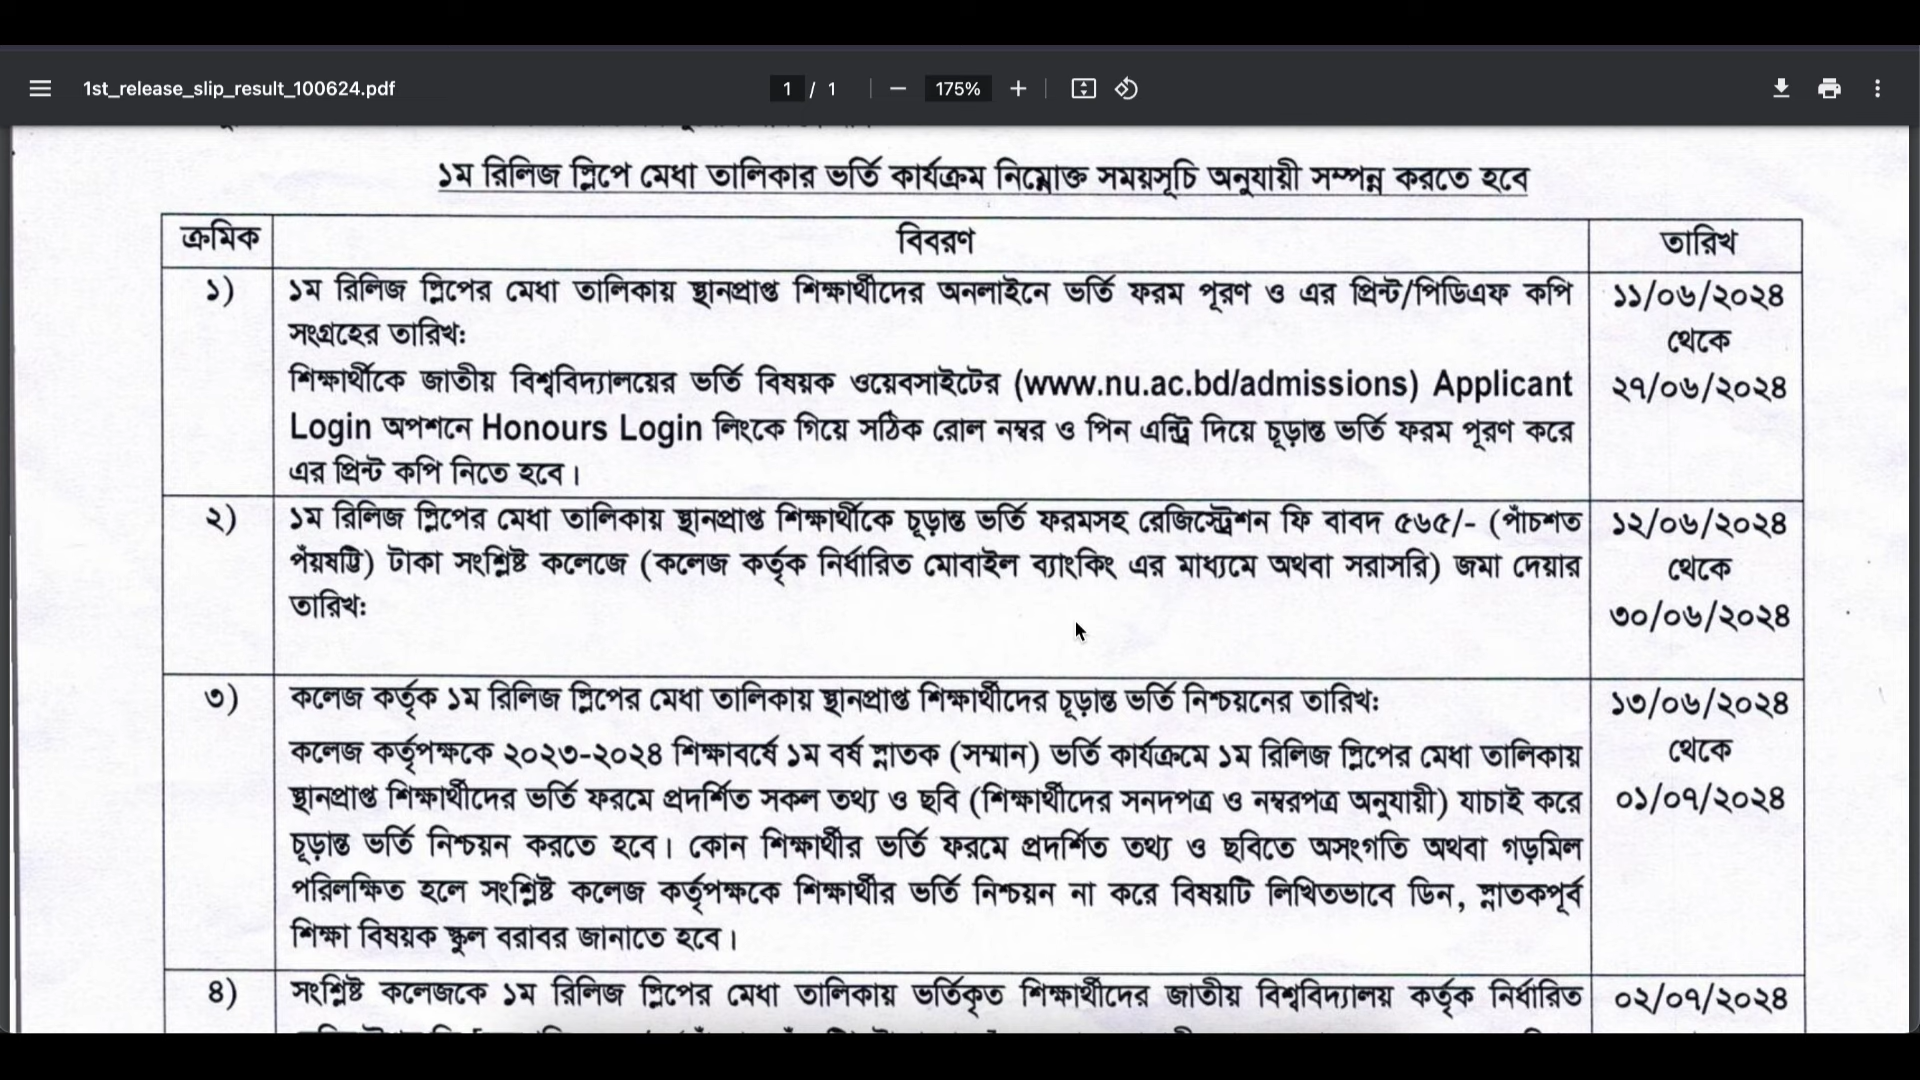 1st_release_slip_result_100624.pdf
1 / 1
175%
১ম রিলিজ স্লিপে মেধা তালিকার ভর্তি কার্যক্রম নিম্নোক্ত সময়সূচি অনুযায়ী সম্পন্ন করতে হবে
ক্রমিক বিবরণ তারিখ
১) ১ম রিলিজ স্লিপের মেধা তালিকায় স্থানপ্রাপ্ত শিক্ষার্থীদের অনলাইনে ভর্তি ফরম পূরণ ও এর প্রিন্ট/পিডিএফ কপি ১১/০৬/২০২৪
সংগ্রহের তারিখঃ থেকে
শিক্ষার্থীকে জাতীয় বিশ্ববিদ্যালয়ের ভর্তি বিষয়ক ওয়েবসাইটের (www.nu.ac.bd/admissions) Applicant ২৭/০৬/২০২৪
Login অপশনে Honours Login লিংকে গিয়ে সঠিক রোল নম্বর ও পিন এন্ট্রি দিয়ে চূড়ান্ত ভর্তি ফরম পূরণ করে
এর প্রিন্ট কপি নিতে হবে।
২) ১ম রিলিজ স্লিপের মেধা তালিকায় স্থানপ্রাপ্ত শিক্ষার্থীকে চূড়ান্ত ভর্তি ফরমসহ রেজিস্ট্রেশন ফি বাবদ ৫৬৫/- (পাঁচশত ১২/০৬/২০২৪
পঁয়ষট্টি) টাকা সংশ্লিষ্ট কলেজে (কলেজ কর্তৃক নির্ধারিত মোবাইল ব্যাংকিং এর মাধ্যমে অথবা সরাসরি) জমা দেয়ার থেকে
তারিখঃ ৩০/০৬/২০২৪
৩) কলেজ কর্তৃক ১ম রিলিজ স্লিপের মেধা তালিকায় স্থানপ্রাপ্ত শিক্ষার্থীদের চূড়ান্ত ভর্তি নিশ্চয়নের তারিখঃ ১৩/০৬/২০২৪
কলেজ কর্তৃপক্ষকে ২০২৩-২০২৪ শিক্ষাবর্ষে ১ম বর্ষ স্নাতক (সম্মান) ভর্তি কার্যক্রমে ১ম রিলিজ স্লিপের মেধা তালিকায় থেকে
স্থানপ্রাপ্ত শিক্ষার্থীদের ভর্তি ফরমে প্রদর্শিত সকল তথ্য ও ছবি (শিক্ষার্থীদের সনদপত্র ও নম্বরপত্র অনুযায়ী) যাচাই করে ০১/০৭/২০২৪
চূড়ান্ত ভর্তি নিশ্চয়ন করতে হবে। কোন শিক্ষার্থীর ভর্তি ফরমে প্রদর্শিত তথ্য ও ছবিতে অসংগতি অথবা গড়মিল
পরিলক্ষিত হলে সংশ্লিষ্ট কলেজ কর্তৃপক্ষকে শিক্ষার্থীর ভর্তি নিশ্চয়ন না করে বিষয়টি লিখিতভাবে ডিন, স্নাতকপূর্ব
শিক্ষা বিষয়ক স্কুল বরাবর জানাতে হবে।
৪) সংশ্লিষ্ট কলেজকে ১ম রিলিজ স্লিপের মেধা তালিকায় ভর্তিকৃত শিক্ষার্থীদের জাতীয় বিশ্ববিদ্যালয় কর্তৃক নির্ধারিত ০২/০৭/২০২৪